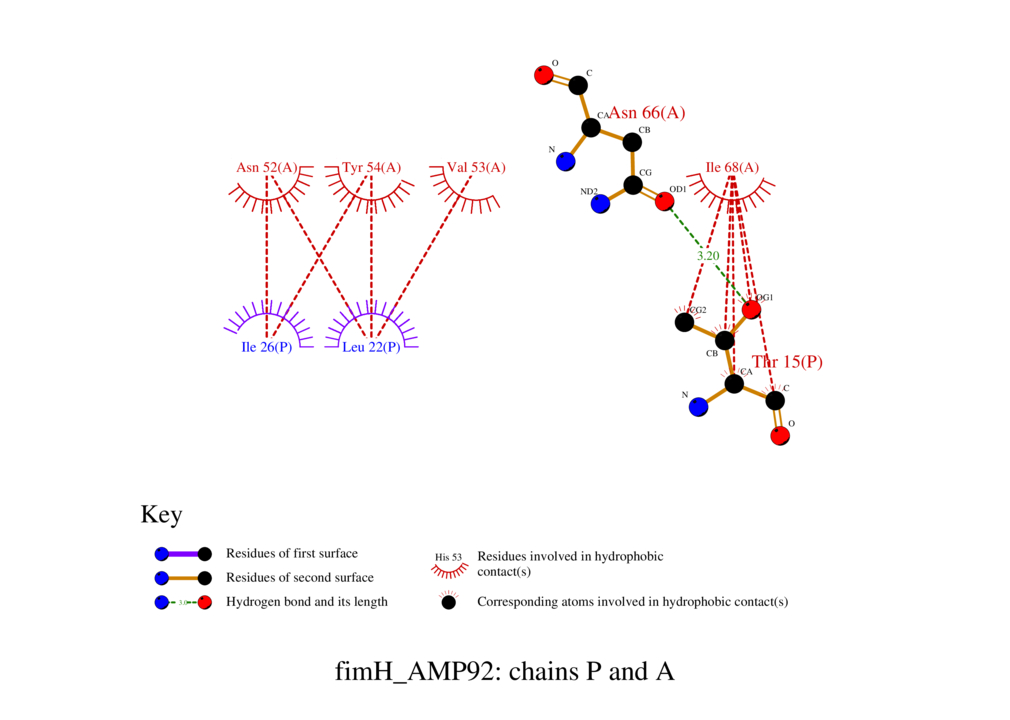 O
C
CA
Asn 66(A)
CB
N
Asn 52(A)
Tyr 54(A)
Val 53(A)
Ile 68(A)
CG
ND2
OD1
3.20
OG1
CG2
Ile 26(P)
Leu 22(P)
CB
Thr 15(P)
CA
N
C
O
Key
Residues of first surface
Residues of second surface
3.0
Hydrogen bond and its length
His 53
Residues involved in hydrophobic
contact(s)
Corresponding atoms involved in hydrophobic contact(s)
fimH_AMP92: chains P and A